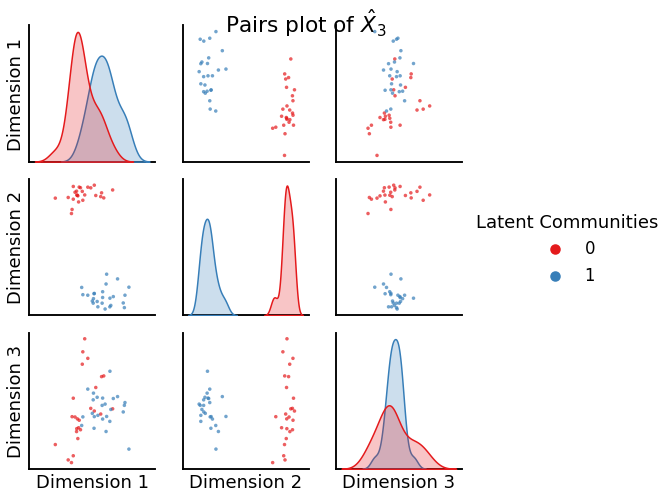 Pairs plot of X̂₃
Dimension 1
Dimension 2
Dimension 3
Latent Communities
0
1
Dimension 1
Dimension 2
Dimension 3